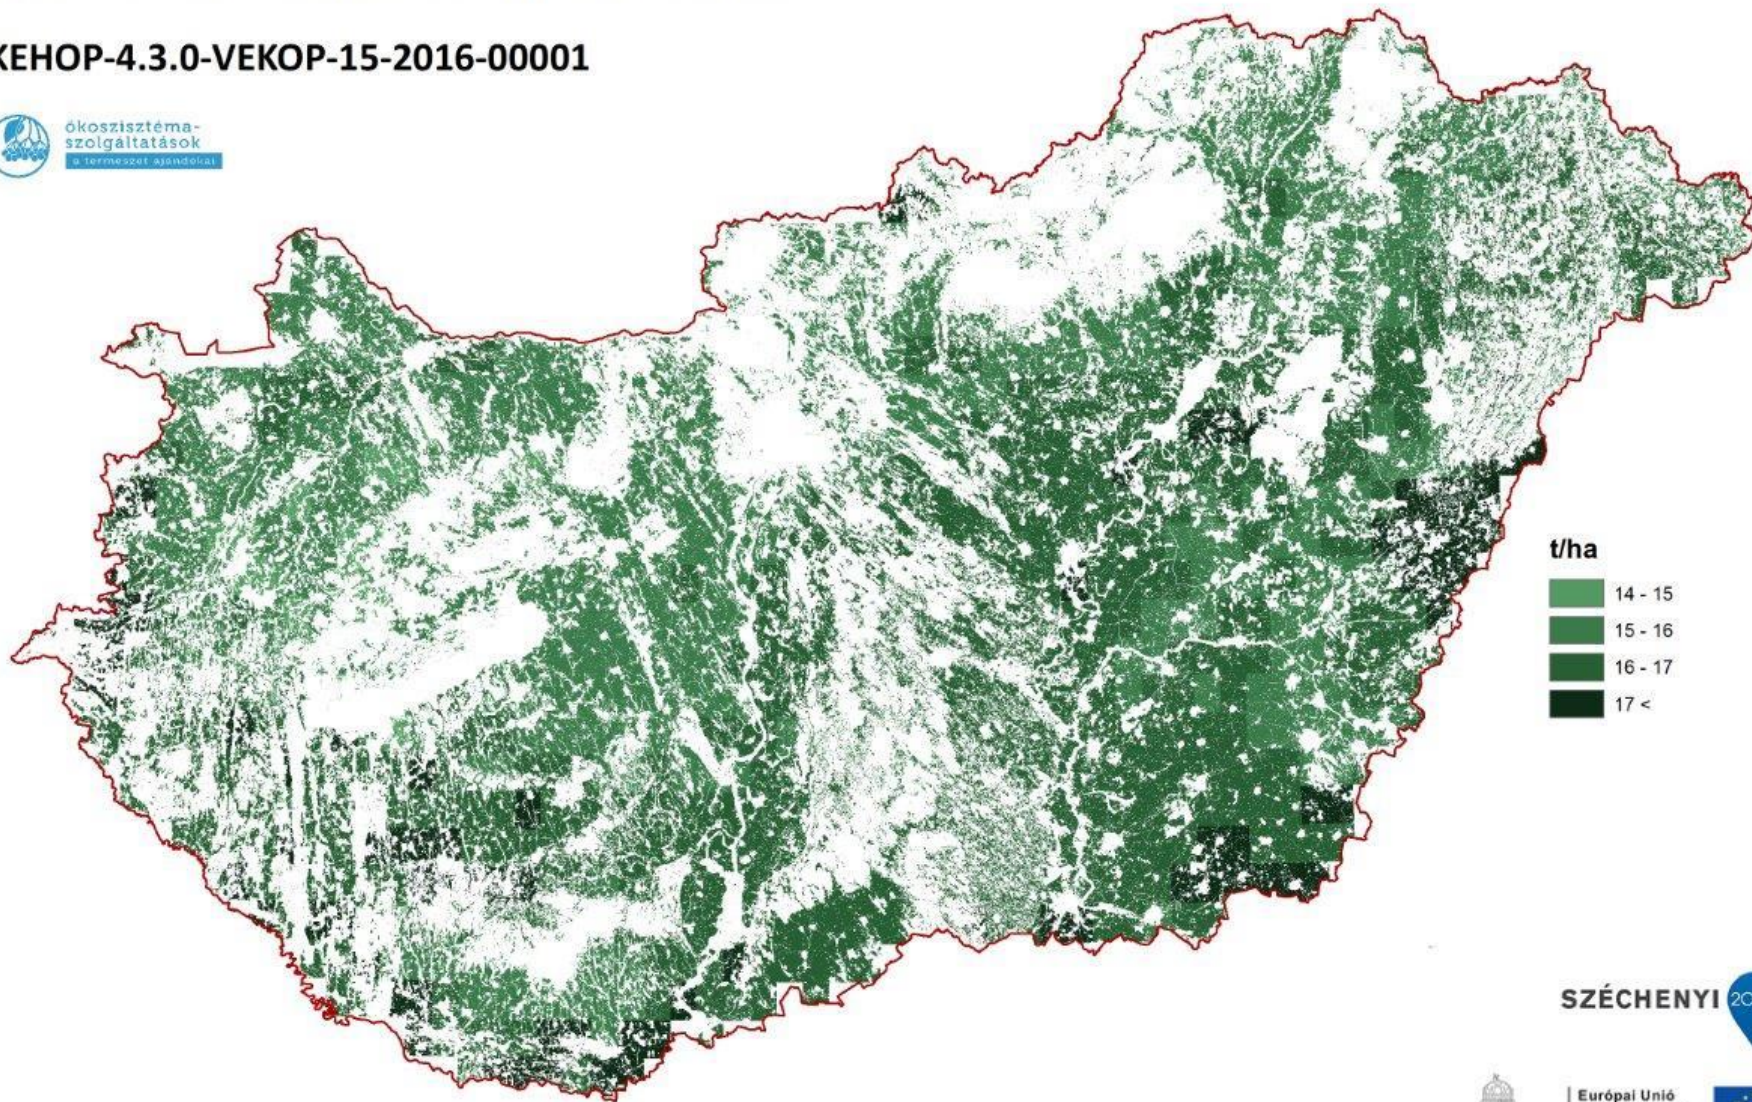 KEHOP-4.3.0-VEKOP-15-2016-00001
ökoszisztéma-
szolgáltatások
a természet ajándékai
t/ha
14 - 15
15 - 16
16 - 17
17 <
SZÉCHENYI
Európai Unió